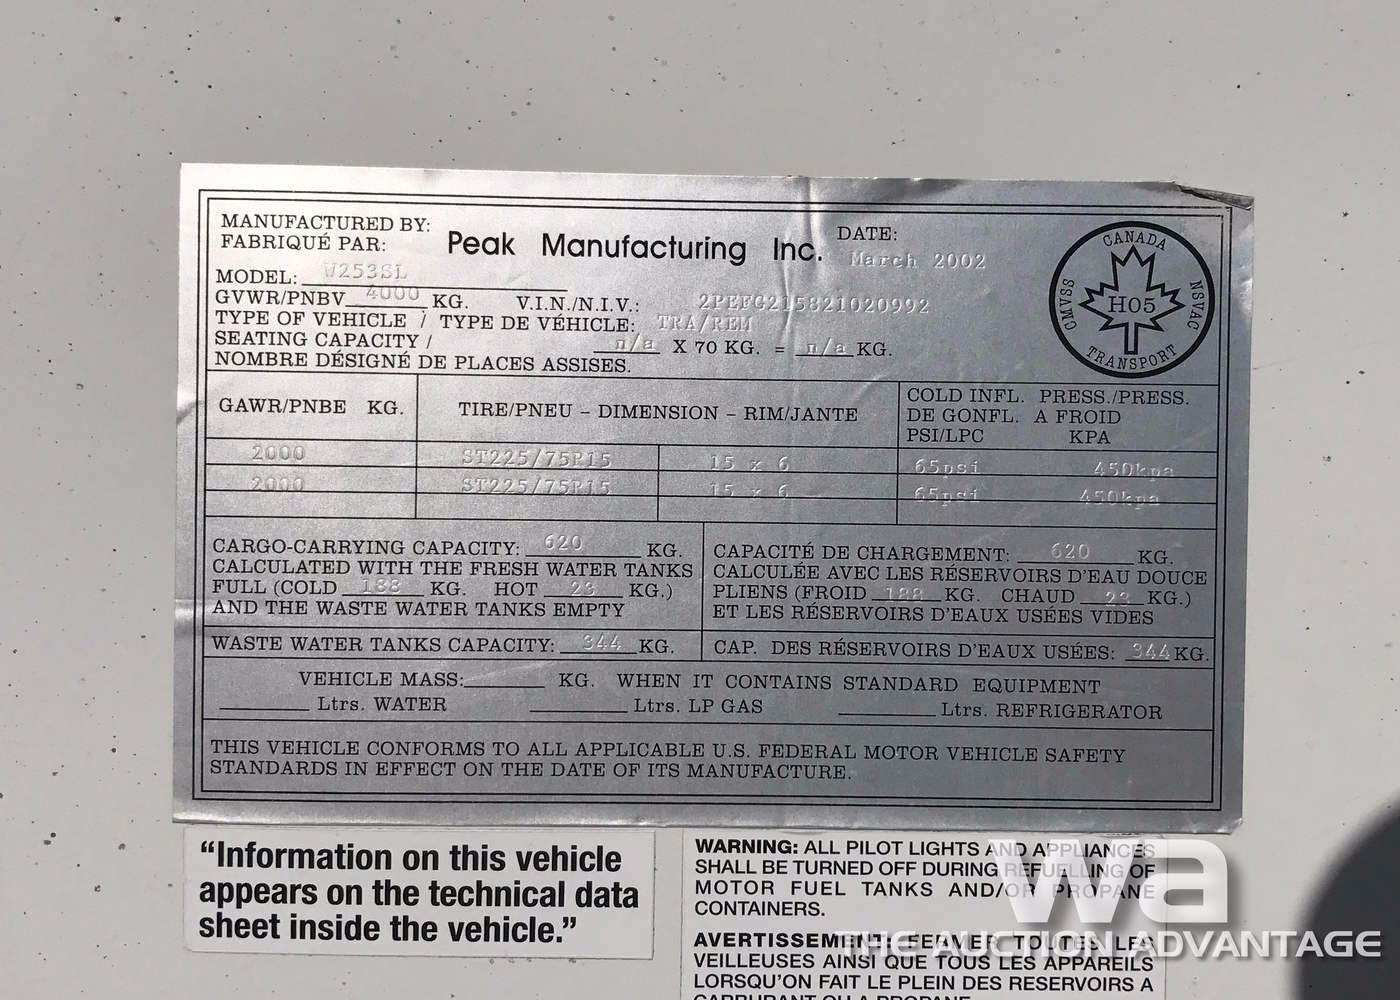 MANUFACTURED BY:
FABRIQUÉ PAR:
Peak Manufacturing Inc.
DATE:
March 2002
MODEL: W253SL
GVWR/PNBV 4000 KG. V.I.N./N.I.V.: 2PEFG215821020992
TYPE OF VEHICLE / TYPE DE VÉHICLE: TRA/REM
SEATING CAPACITY /
NOMBRE DÉSIGNÉ DE PLACES ASSISES. n/a X 70 KG. = n/a KG.
CANADA
CMVSS H05 NSVAC
TRANSPORT
GAWR/PNBE KG. TIRE/PNEU - DIMENSION - RIM/JANTE COLD INFL. PRESS./PRESS.
DE GONFL. A FROID
PSI/LPC KPA
2000 ST225/75R15 15 x 6 65psi 450kpa
2000 ST225/75R15 15 x 6 65psi 450kpa
CARGO-CARRYING CAPACITY: 620 KG.
CALCULATED WITH THE FRESH WATER TANKS
FULL (COLD 188 KG. HOT 23 KG.)
AND THE WASTE WATER TANKS EMPTY
CAPACITÉ DE CHARGEMENT: 620 KG.
CALCULÉE AVEC LES RÉSERVOIRS D'EAU DOUCE
PLIENS (FROID 188 KG. CHAUD 23 KG.)
ET LES RÉSERVOIRS D'EAUX USÉES VIDES
WASTE WATER TANKS CAPACITY: 344 KG.
CAP. DES RÉSERVOIRS D'EAUX USÉES: 344 KG.
VEHICLE MASS: KG. WHEN IT CONTAINS STANDARD EQUIPMENT
Ltrs. WATER Ltrs. LP GAS Ltrs. REFRIGERATOR
THIS VEHICLE CONFORMS TO ALL APPLICABLE U.S. FEDERAL MOTOR VEHICLE SAFETY
STANDARDS IN EFFECT ON THE DATE OF ITS MANUFACTURE.
“Information on this vehicle
appears on the technical data
sheet inside the vehicle.”
WARNING: ALL PILOT LIGHTS AND APPLIANCES
SHALL BE TURNED OFF DURING REFUELLING OF
MOTOR FUEL TANKS AND/OR PROPANE
CONTAINERS.
AVERTISSEMENT: FERMER TOUTES LES
VEILLEUSES AINSI QUE TOUS LES APPAREILS
LORSQU'ON FAIT LE PLEIN DES RESERVOIRS A
CARBURANT OU A PROPANE.
wa
THE AUCTION ADVANTAGE